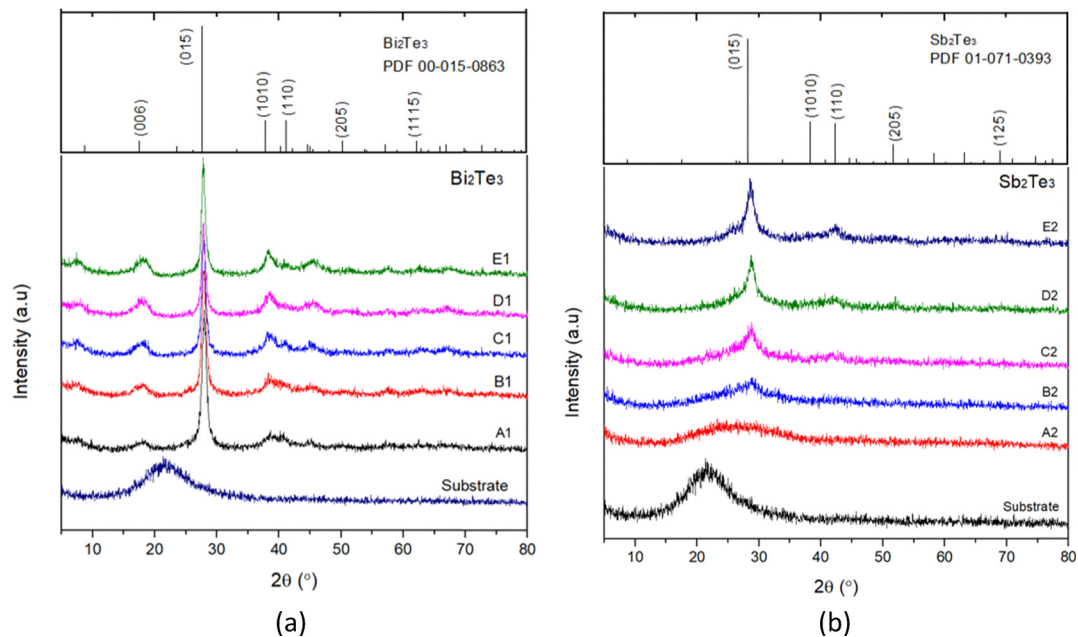 Bi₂Te₃
PDF 00-015-0863
(006)
(015)
(1010)
(110)
(205)
(1115)
Bi₂Te₃
E1
D1
C1
B1
A1
Substrate
Intensity (a.u)
10 20 30 40 50 60 70 80
2θ (°)
(a)
Sb₂Te₃
PDF 01-071-0393
(015)
(1010)
(110)
(205)
(125)
Sb₂Te₃
E2
D2
C2
B2
A2
Substrate
Intensity (a.u)
10 20 30 40 50 60 70 80
2θ (°)
(b)